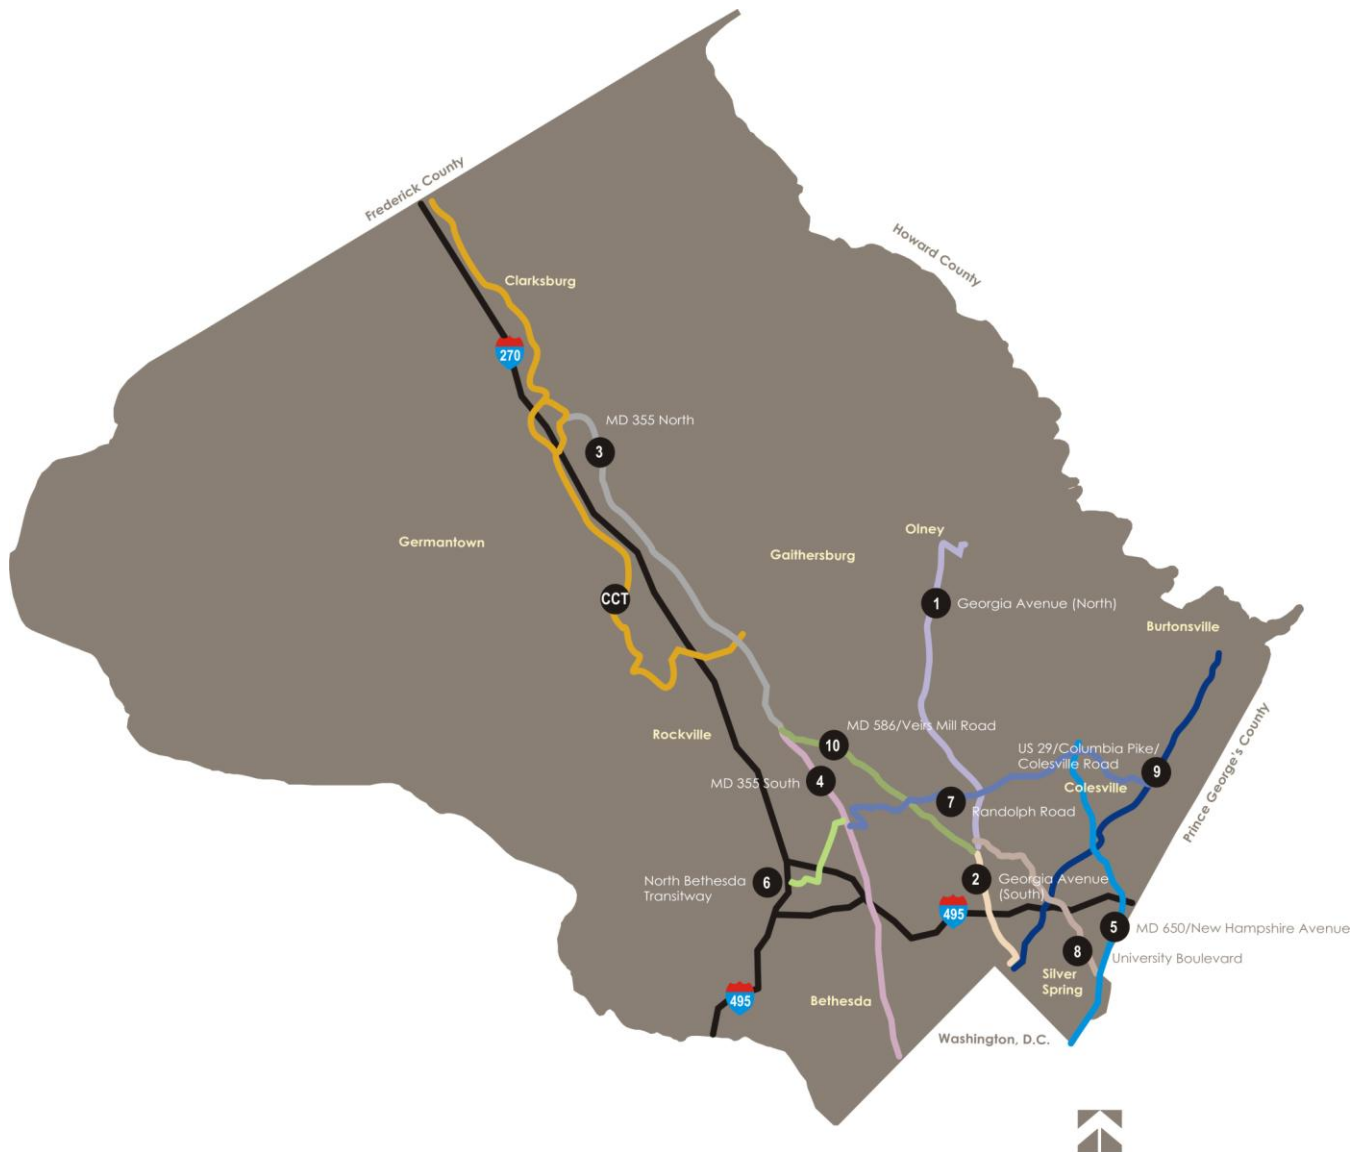 Frederick County
Howard County
Clarksburg
270
MD 355 North
3
Olney
Germantown
Gaithersburg
CCT
1
Georgia Avenue (North)
Burtonsville
Prince George's County
MD 586/Veirs Mill Road
Rockville
10
US 29/Columbia Pike/
Colesville Road
9
MD 355 South
4
Colesville
7
Randolph Road
North Bethesda
Transitway
6
2
Georgia Avenue
(South)
495
5
MD 650/New Hampshire Avenue
8
University Boulevard
Silver
Spring
495
Bethesda
Washington, D.C.